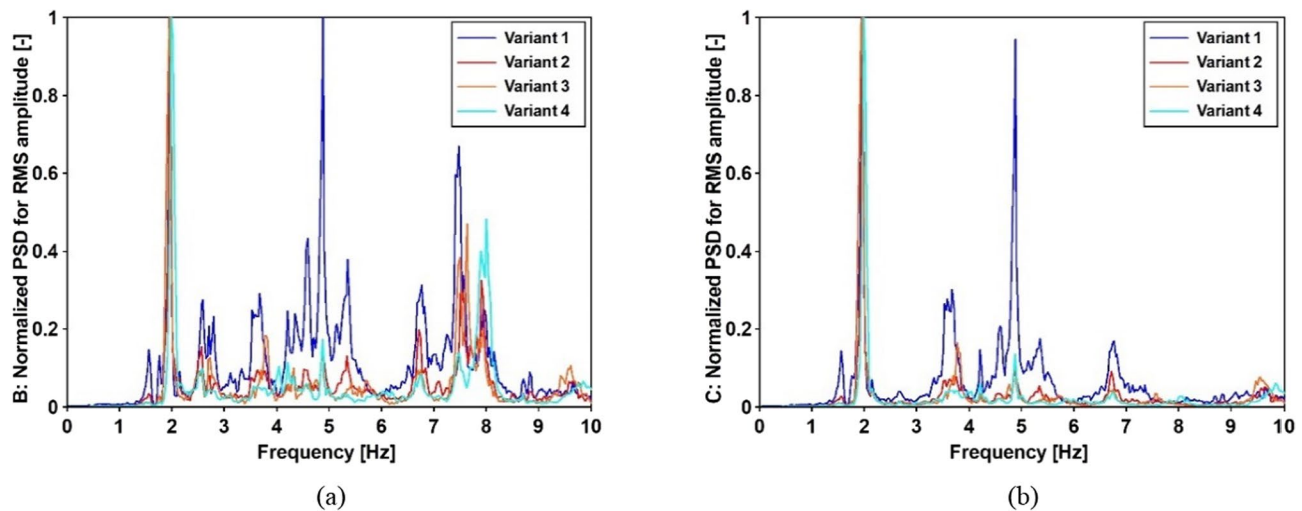 B: Normalized PSD for RMS amplitude [-]
1
0.8
0.6
0.4
0.2
0
0 1 2 3 4 5 6 7 8 9 10
Frequency [Hz]
Variant 1
Variant 2
Variant 3
Variant 4
(a)
C: Normalized PSD for RMS amplitude [-]
1
0.8
0.6
0.4
0.2
0
0 1 2 3 4 5 6 7 8 9 10
Frequency [Hz]
Variant 1
Variant 2
Variant 3
Variant 4
(b)